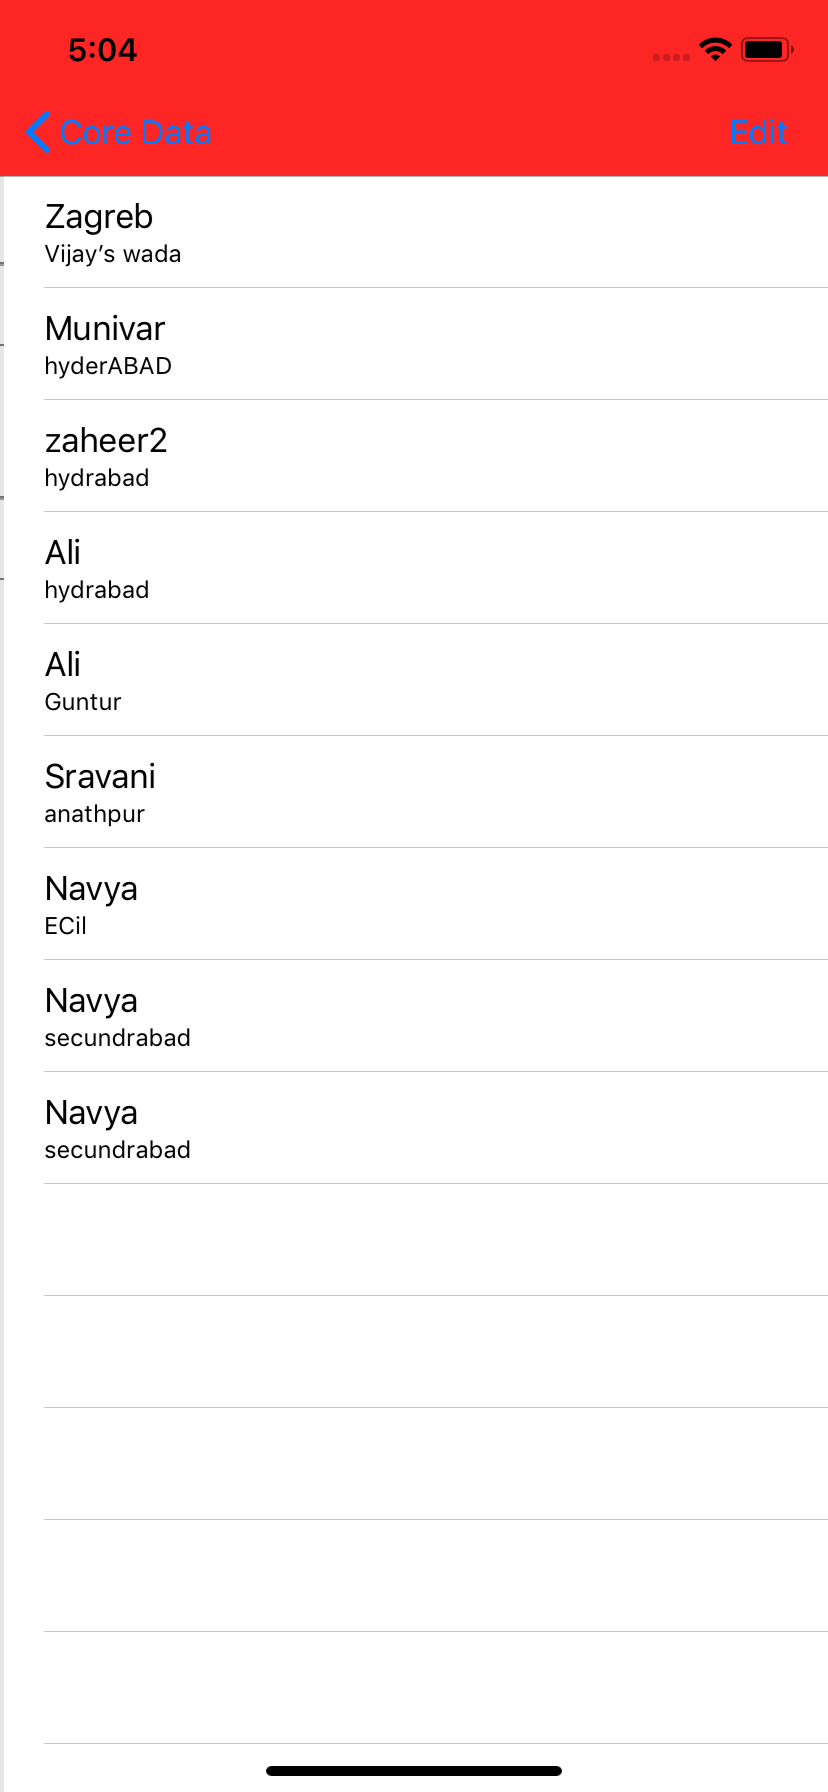 5:04
Core Data Edit
Zagreb
Vijay’s wada
Munivar
hyderABAD
zaheer2
hydrabad
Ali
hydrabad
Ali
Guntur
Sravani
anathpur
Navya
ECil
Navya
secundrabad
Navya
secundrabad